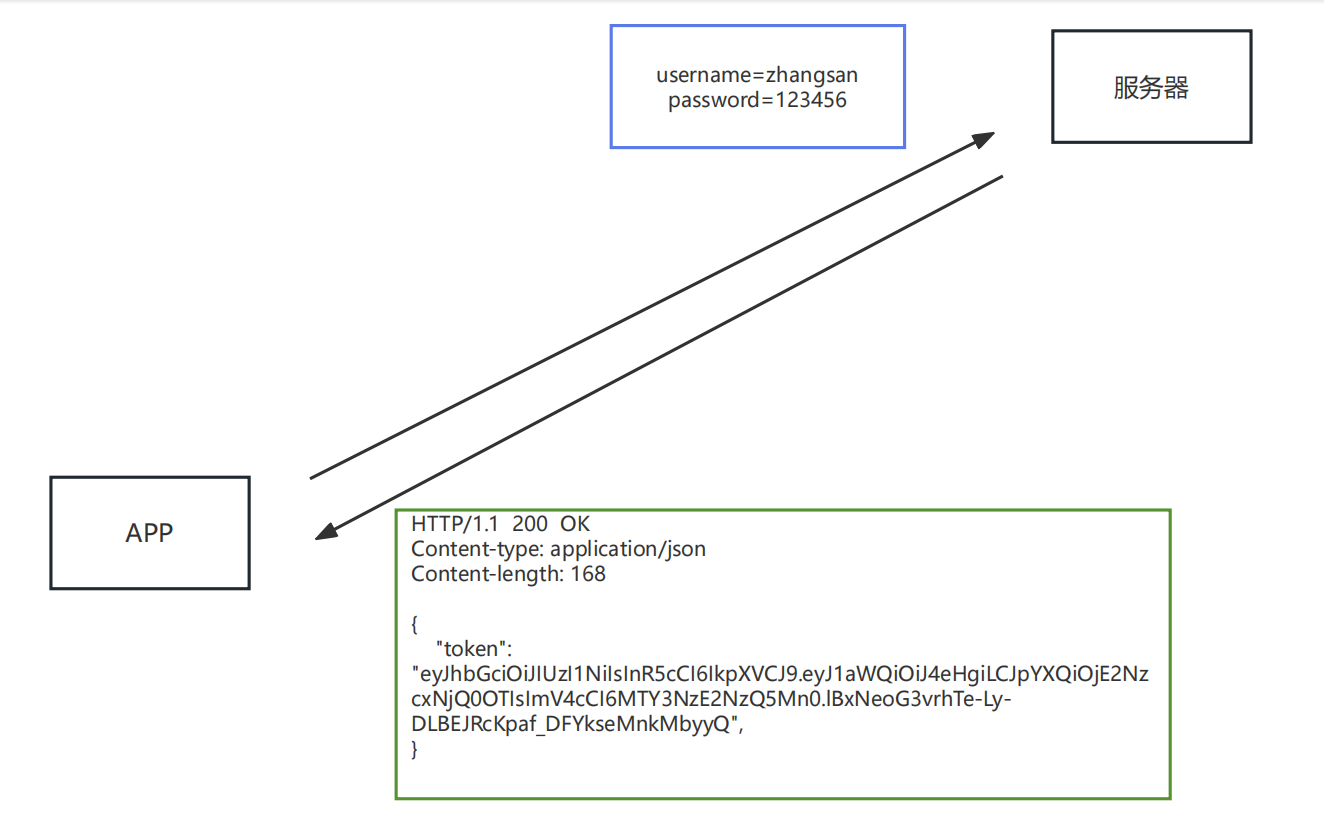 username=zhangsan
password=123456
服务器
APP
HTTP/1.1 200 OK
Content-type: application/json
Content-length: 168
{
"token":
"eyJhbGciOiJIUzI1NiIsInR5cCI6IkpXVCJ9.eyJ1aWQiOiJ4eHgiLCJpYXQiOjE2Nz
cxNjQ0OTIsImV4cCI6MTY3NzE2NzQ5Mn0.lBxNeoG3vrhTe-Ly-
DLBEJRcKpaf_DFYkseMnkMbyyQ",
}